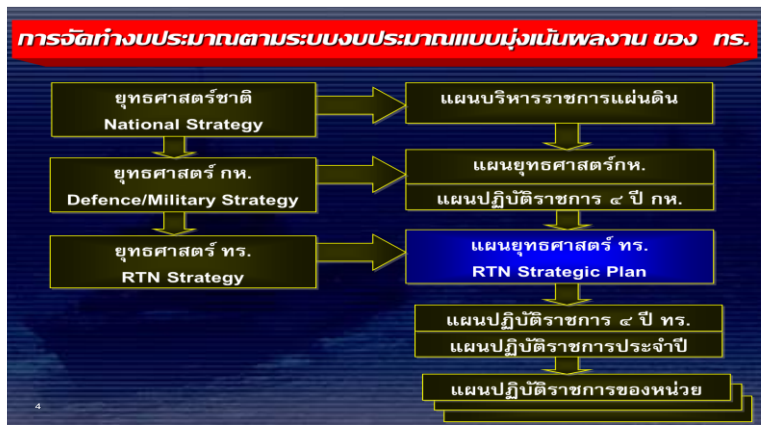 การจัดทำงบประมาณตามระบบงบประมาณแบบมุ่งเน้นผลงาน ของ ทร.
ยุทธศาสตร์ชาติ
National Strategy
แผนบริหารราชการแผ่นดิน
ยุทธศาสตร์ กห.
Defence/Military Strategy
แผนยุทธศาสตร์กห.
แผนปฏิบัติราชการ ๔ ปี กห.
ยุทธศาสตร์ ทร.
RTN Strategy
แผนยุทธศาสตร์ ทร.
RTN Strategic Plan
แผนปฏิบัติราชการ ๔ ปี ทร.
แผนปฏิบัติราชการประจำปี
แผนปฏิบัติราชการของหน่วย
4